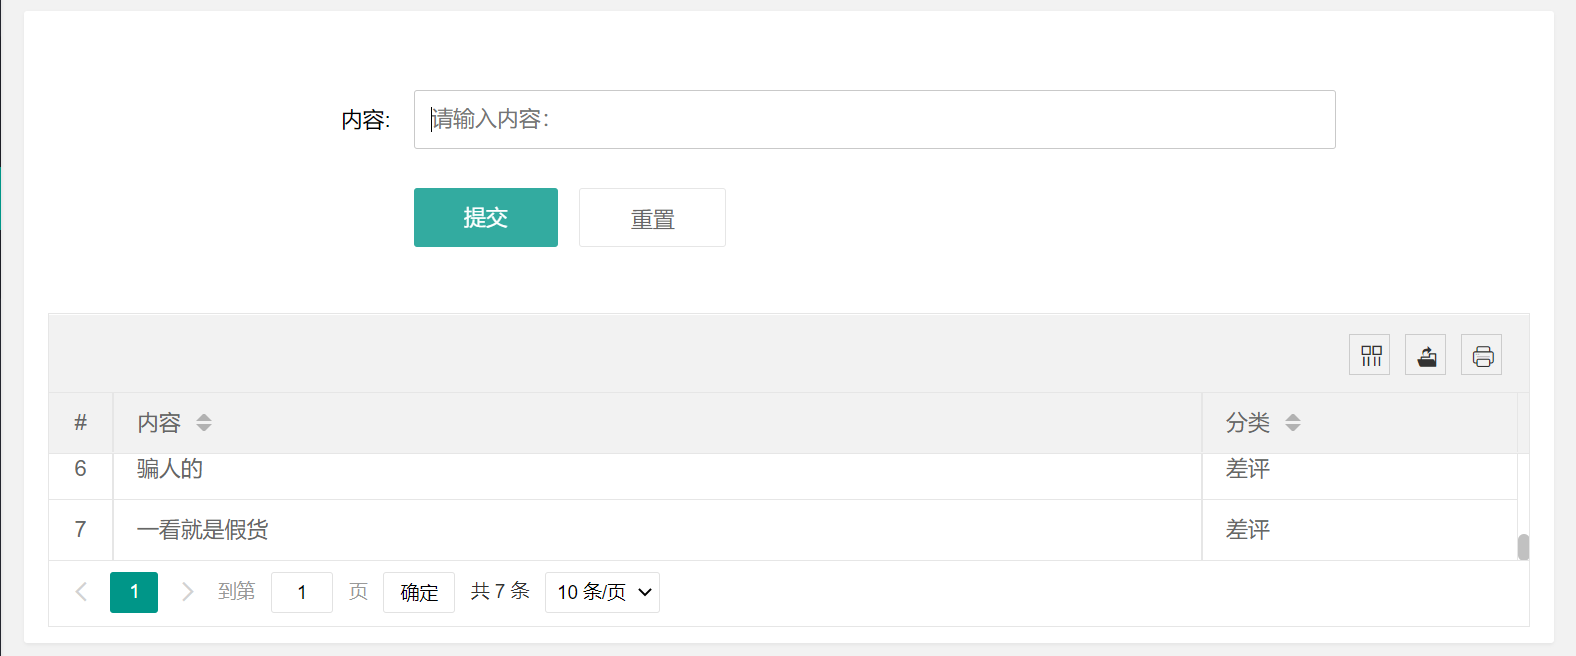 内容: 请输入内容:
提交 重置
# 内容 分类
6 骗人的 差评
7 一看就是假货 差评
1 到第 1 页 确定 共 7 条 10 条/页